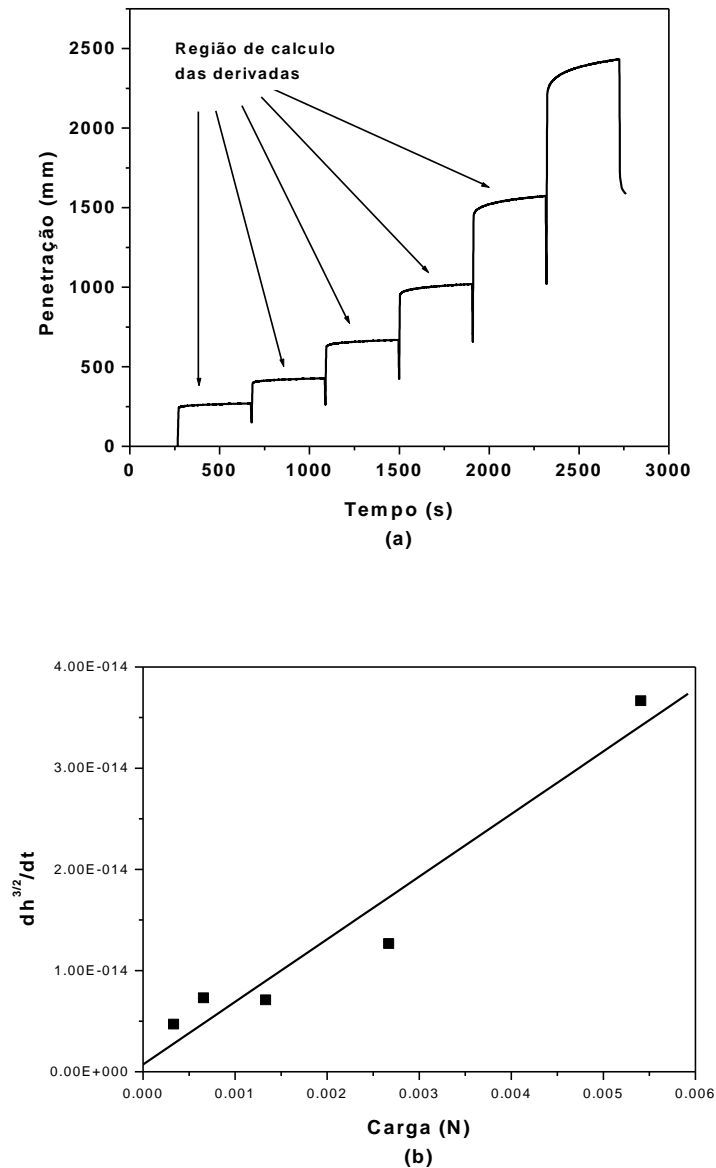 Região de calculo
das derivadas
2500
2000
1500
1000
500
0
Penetração (mm)
0 500 1000 1500 2000 2500 3000
Tempo (s)
(a)
4.00E-014
3.00E-014
2.00E-014
1.00E-014
0.00E+000
dh3/2/dt
0.000 0.001 0.002 0.003 0.004 0.005 0.006
Carga (N)
(b)